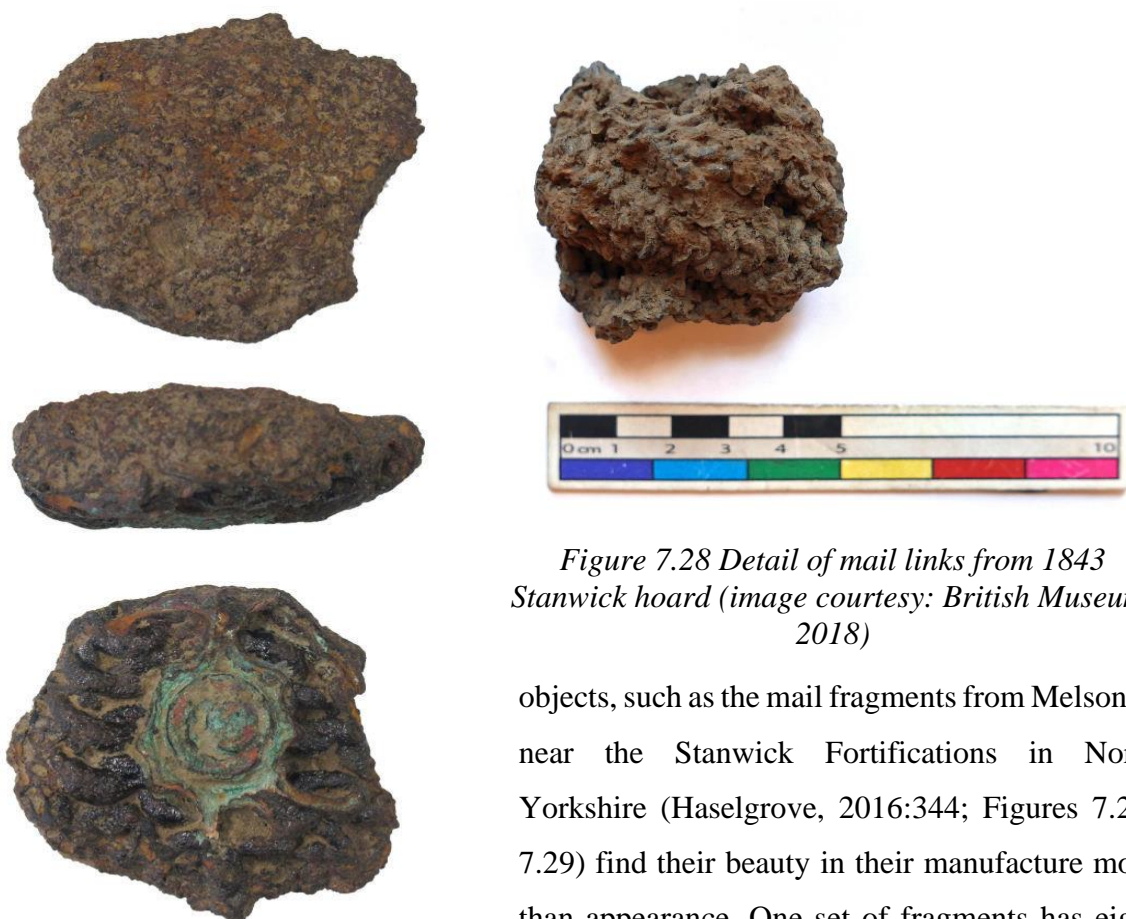 0 cm 1 2 3 4 5 10
Figure 7.28 Detail of mail links from 1843
Stanwick hoard (image courtesy: British Museum
2018)
objects, such as the mail fragments from Melson
near the Stanwick Fortifications in Nor
Yorkshire (Haselgrove, 2016:344; Figures 7.2
7.29) find their beauty in their manufacture mo
than appearance. One set of fragments has eig